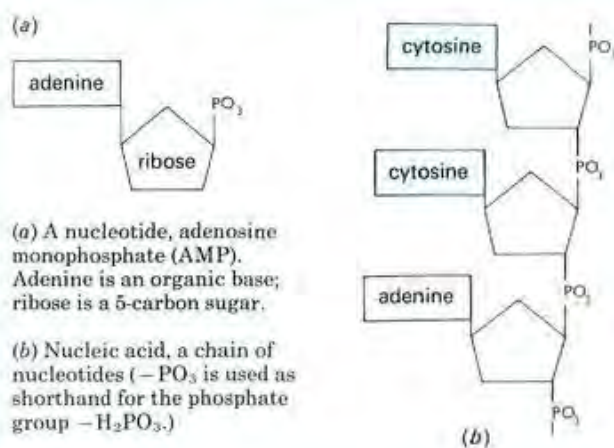 (a)
adenine
PO₃
ribose
(a) A nucleotide, adenosine
monophosphate (AMP).
Adenine is an organic base;
ribose is a 5-carbon sugar.
(b) Nucleic acid, a chain of
nucleotides (–PO₃ is used as
shorthand for the phosphate
group –H₂PO₃.)
cytosine
PO₃
PO₃
cytosine
PO₃
adenine
PO₃
(b)